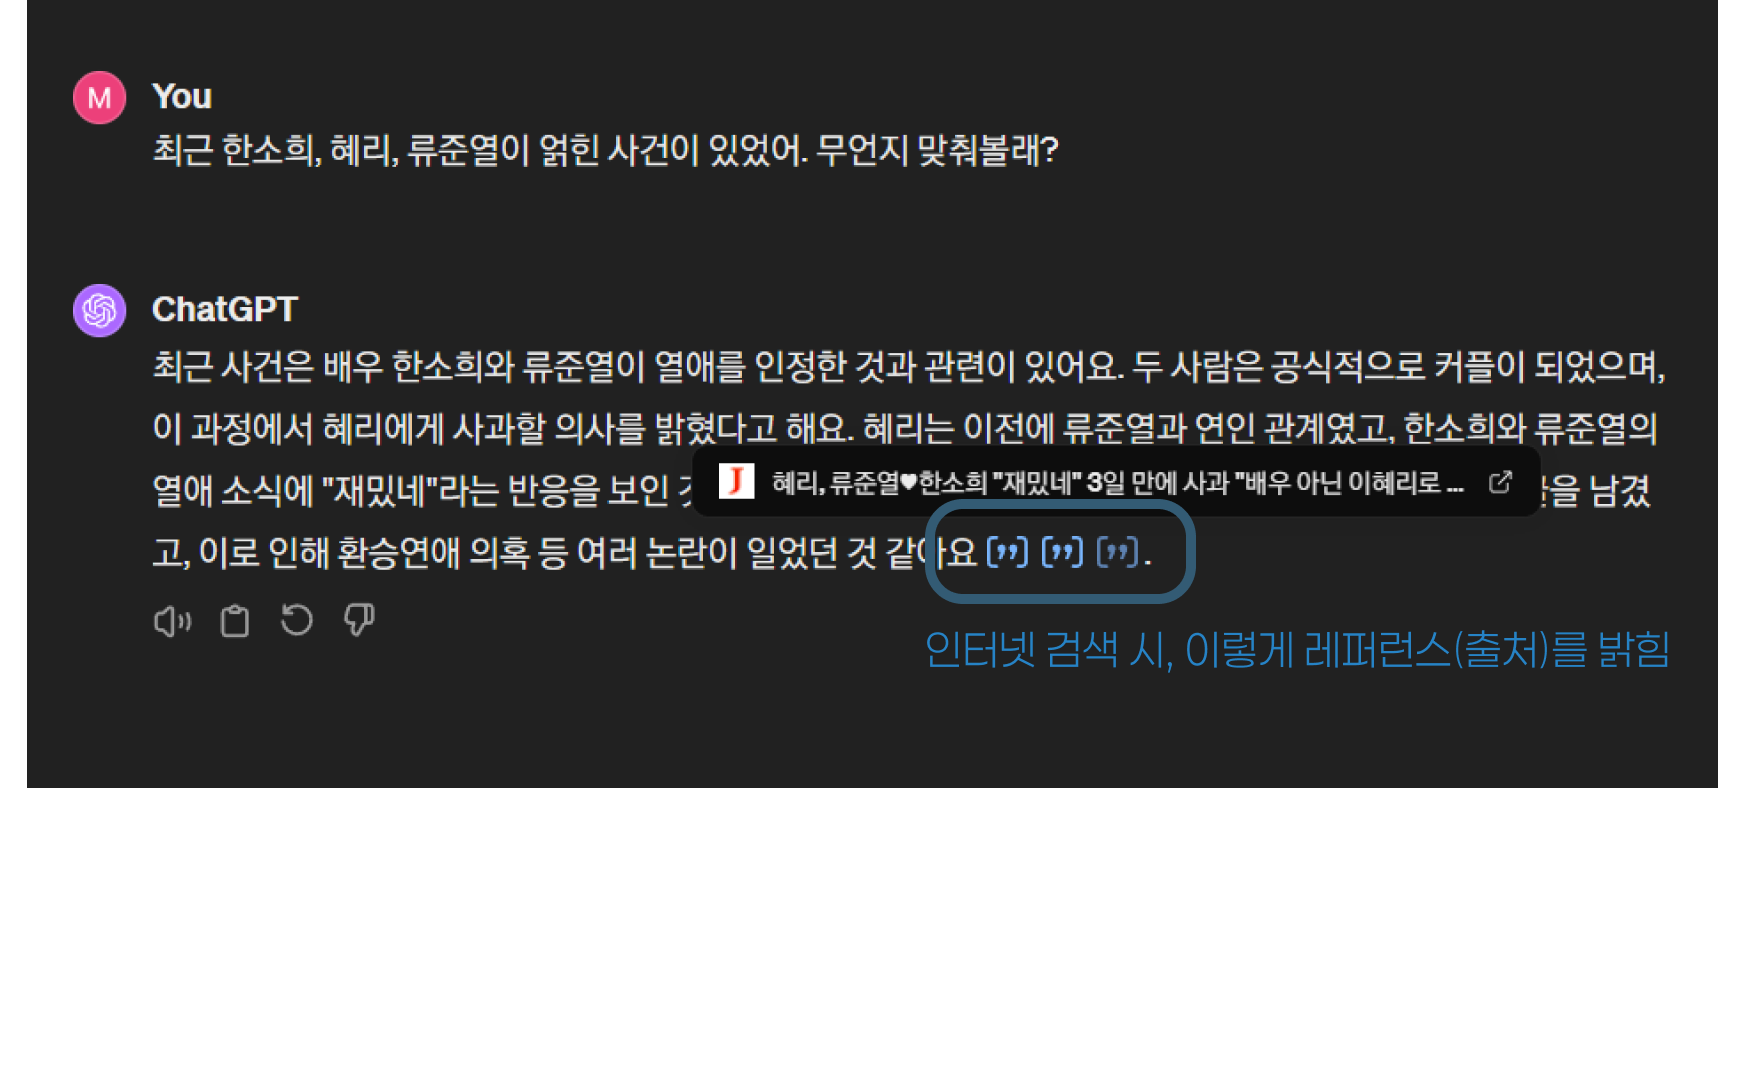 M
You
최근 한소희, 혜리, 류준열이 얽힌 사건이 있었어. 무언지 맞춰볼래?
ChatGPT
최근 사건은 배우 한소희와 류준열이 열애를 인정한 것과 관련이 있어요. 두 사람은 공식적으로 커플이 되었으며,
이 과정에서 혜리에게 사과할 의사를 밝혔다고 해요. 혜리는 이전에 류준열과 연인 관계였고, 한소희와 류준열의
열애 소식에 "재밌네"라는 반응을 보인
J 혜리, 류준열♥한소희 "재밌네" 3일 만에 사과 "배우 아닌 이혜리로 ...
남겼
고, 이로 인해 환승연애 의혹 등 여러 논란이 일었던 것 같아요 [”] [”] [”].
인터넷 검색 시, 이렇게 레퍼런스(출처)를 밝힘